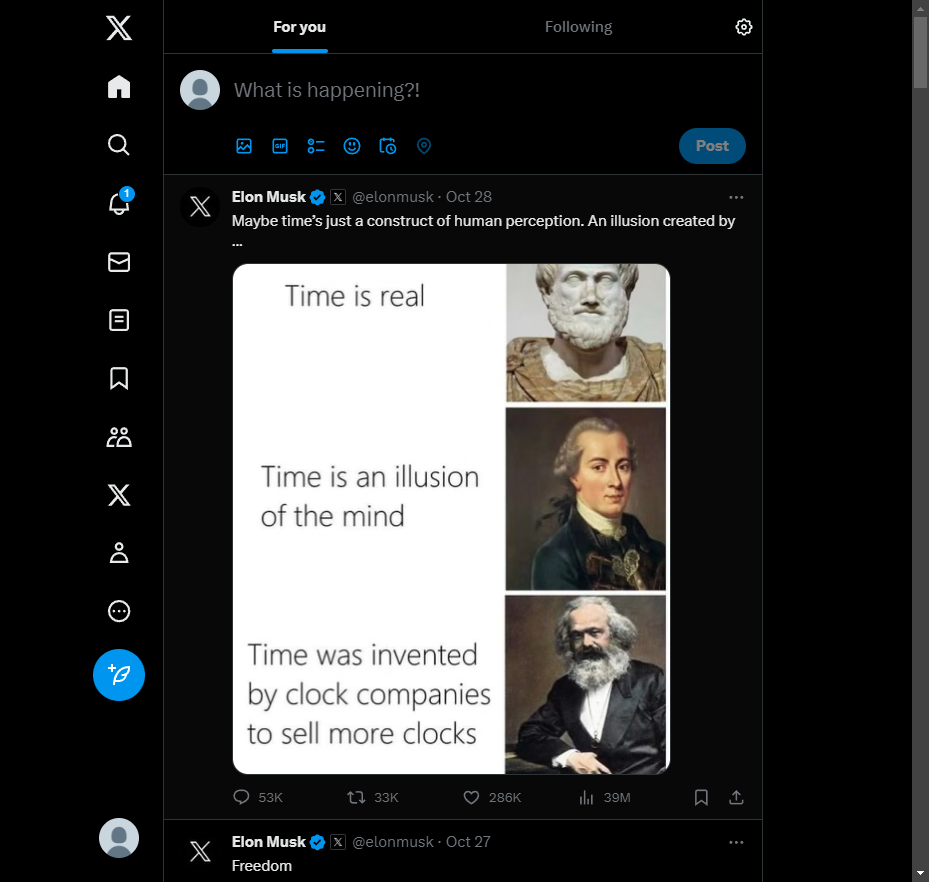 For you
Following
What is happening?!
GIF
Post
1
Elon Musk @elonmusk · Oct 28
Maybe time’s just a construct of human perception. An illusion created by
...
Time is real
Time is an illusion
of the mind
Time was invented
by clock companies
to sell more clocks
53K 33K 286K 39M
Elon Musk @elonmusk · Oct 27
Freedom